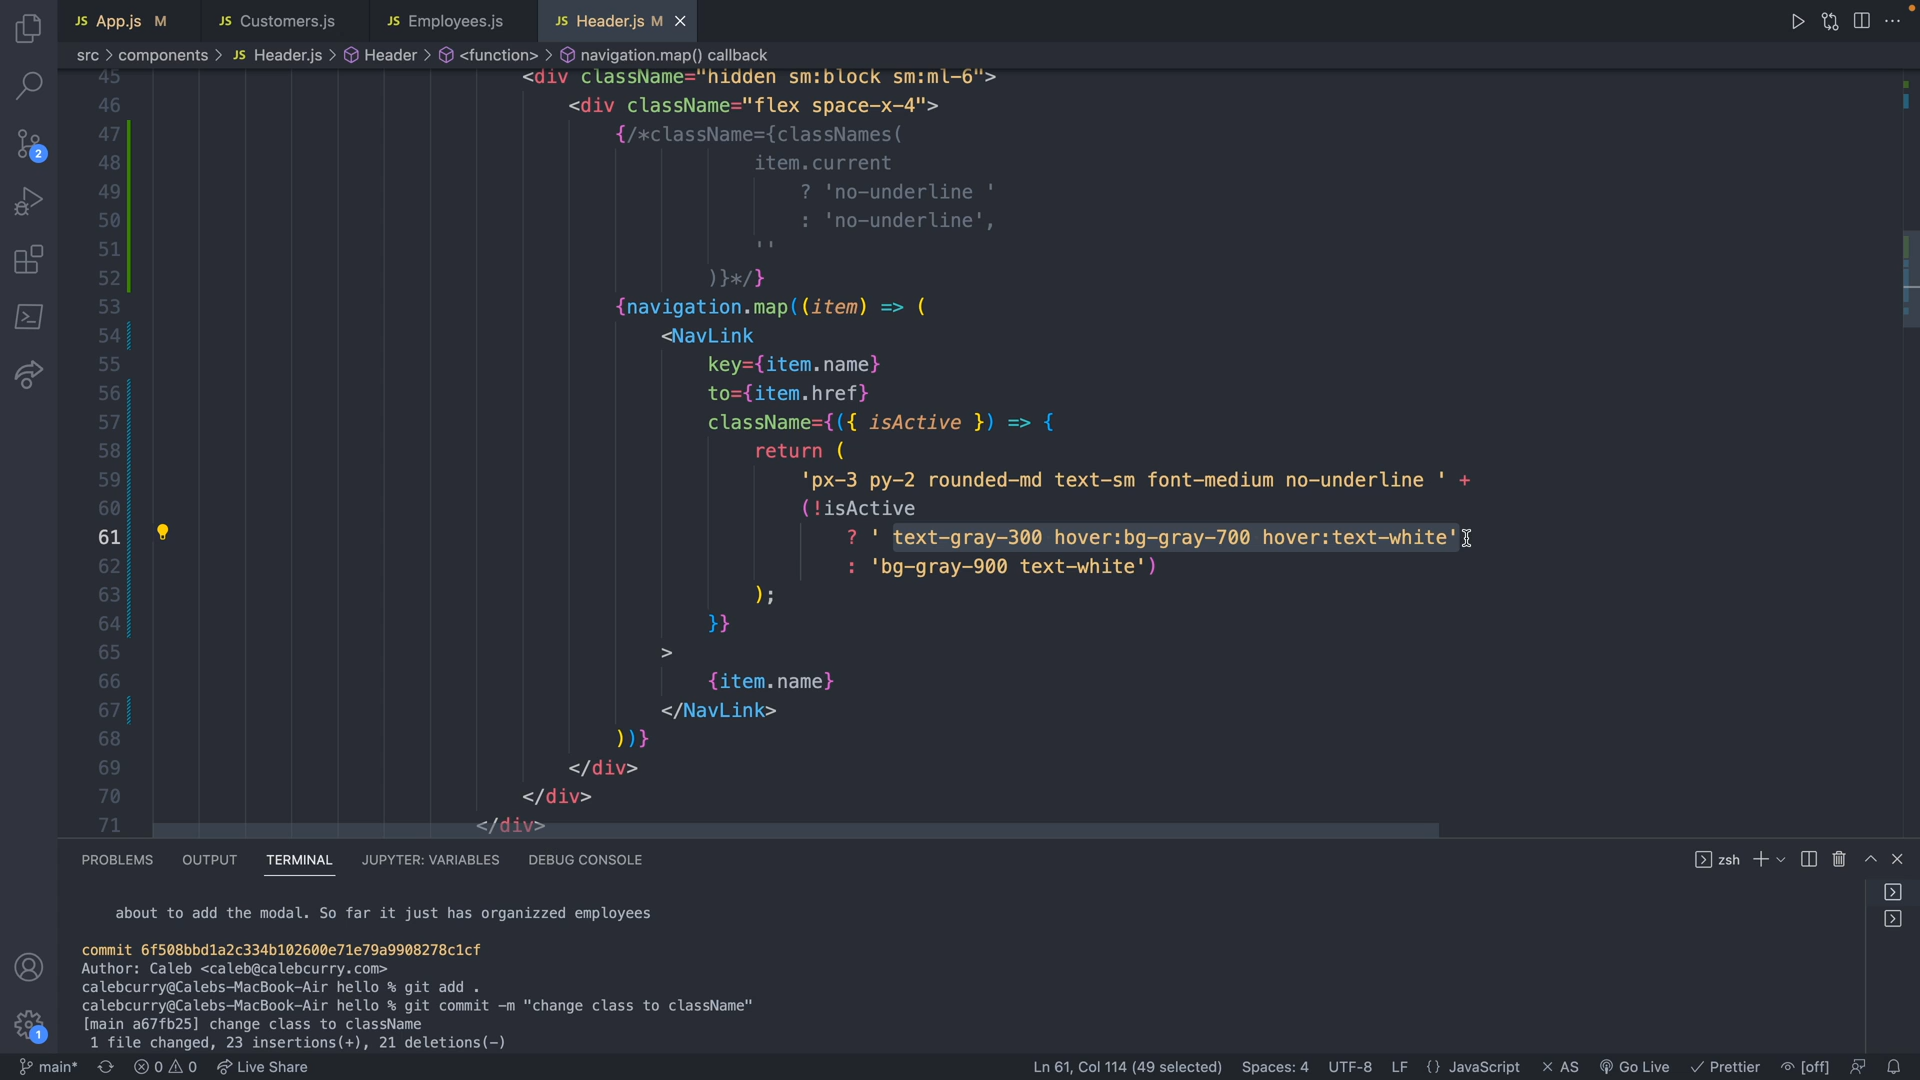 JS App.js M JS Customers.js JS Employees.js JS Header.js M
src > components > JS Header.js > Header > <function> > navigation.map() callback
45 <div className="hidden sm:block sm:ml-6">
46 <div className="flex space-x-4">
47 {/*className={classNames(
48 item.current
49 ? 'no-underline '
50 : 'no-underline',
51 ''
52 )}*/}
53 {navigation.map((item) => (
54 <NavLink
55 key={item.name}
56 to={item.href}
57 className={({ isActive }) => {
58 return (
59 'px-3 py-2 rounded-md text-sm font-medium no-underline ' +
60 (!isActive
61 ? ' text-gray-300 hover:bg-gray-700 hover:text-white'
62 : 'bg-gray-900 text-white')
63 );
64 }}
65 >
66 {item.name}
67 </NavLink>
68 ))}
69 </div>
70 </div>
71 </div>
PROBLEMS OUTPUT TERMINAL JUPYTER: VARIABLES DEBUG CONSOLE zsh
about to add the modal. So far it just has organizzed employees
commit 6f508bbd1a2c334b102600e71e79a9908278c1cf
Author: Caleb <caleb@calebcurry.com>
calebcurry@Calebs-MacBook-Air hello % git add .
calebcurry@Calebs-MacBook-Air hello % git commit -m "change class to className"
[main a67fb25] change class to className
1 file changed, 23 insertions(+), 21 deletions(-)
2
1
main* 0 0 Live Share Ln 61, Col 114 (49 selected) Spaces: 4 UTF-8 LF {} JavaScript AS Go Live Prettier [off]